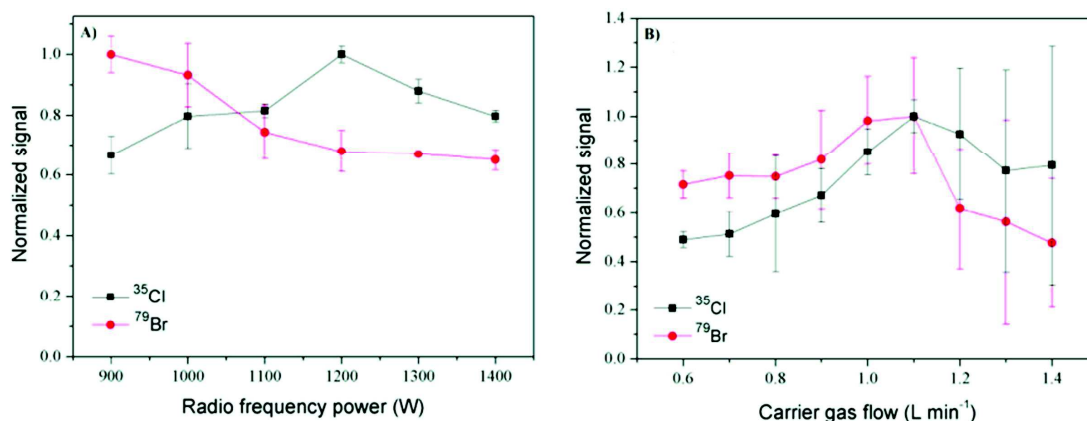 A)
1.0
0.8
0.6
0.4
0.2
0.0
Normalized signal
³⁵Cl
⁷⁹Br
900 1000 1100 1200 1300 1400
Radio frequency power (W)
B)
1.4
1.2
1.0
0.8
0.6
0.4
0.2
0.0
Normalized signal
³⁵Cl
⁷⁹Br
0.6 0.8 1.0 1.2 1.4
Carrier gas flow (L min⁻¹)